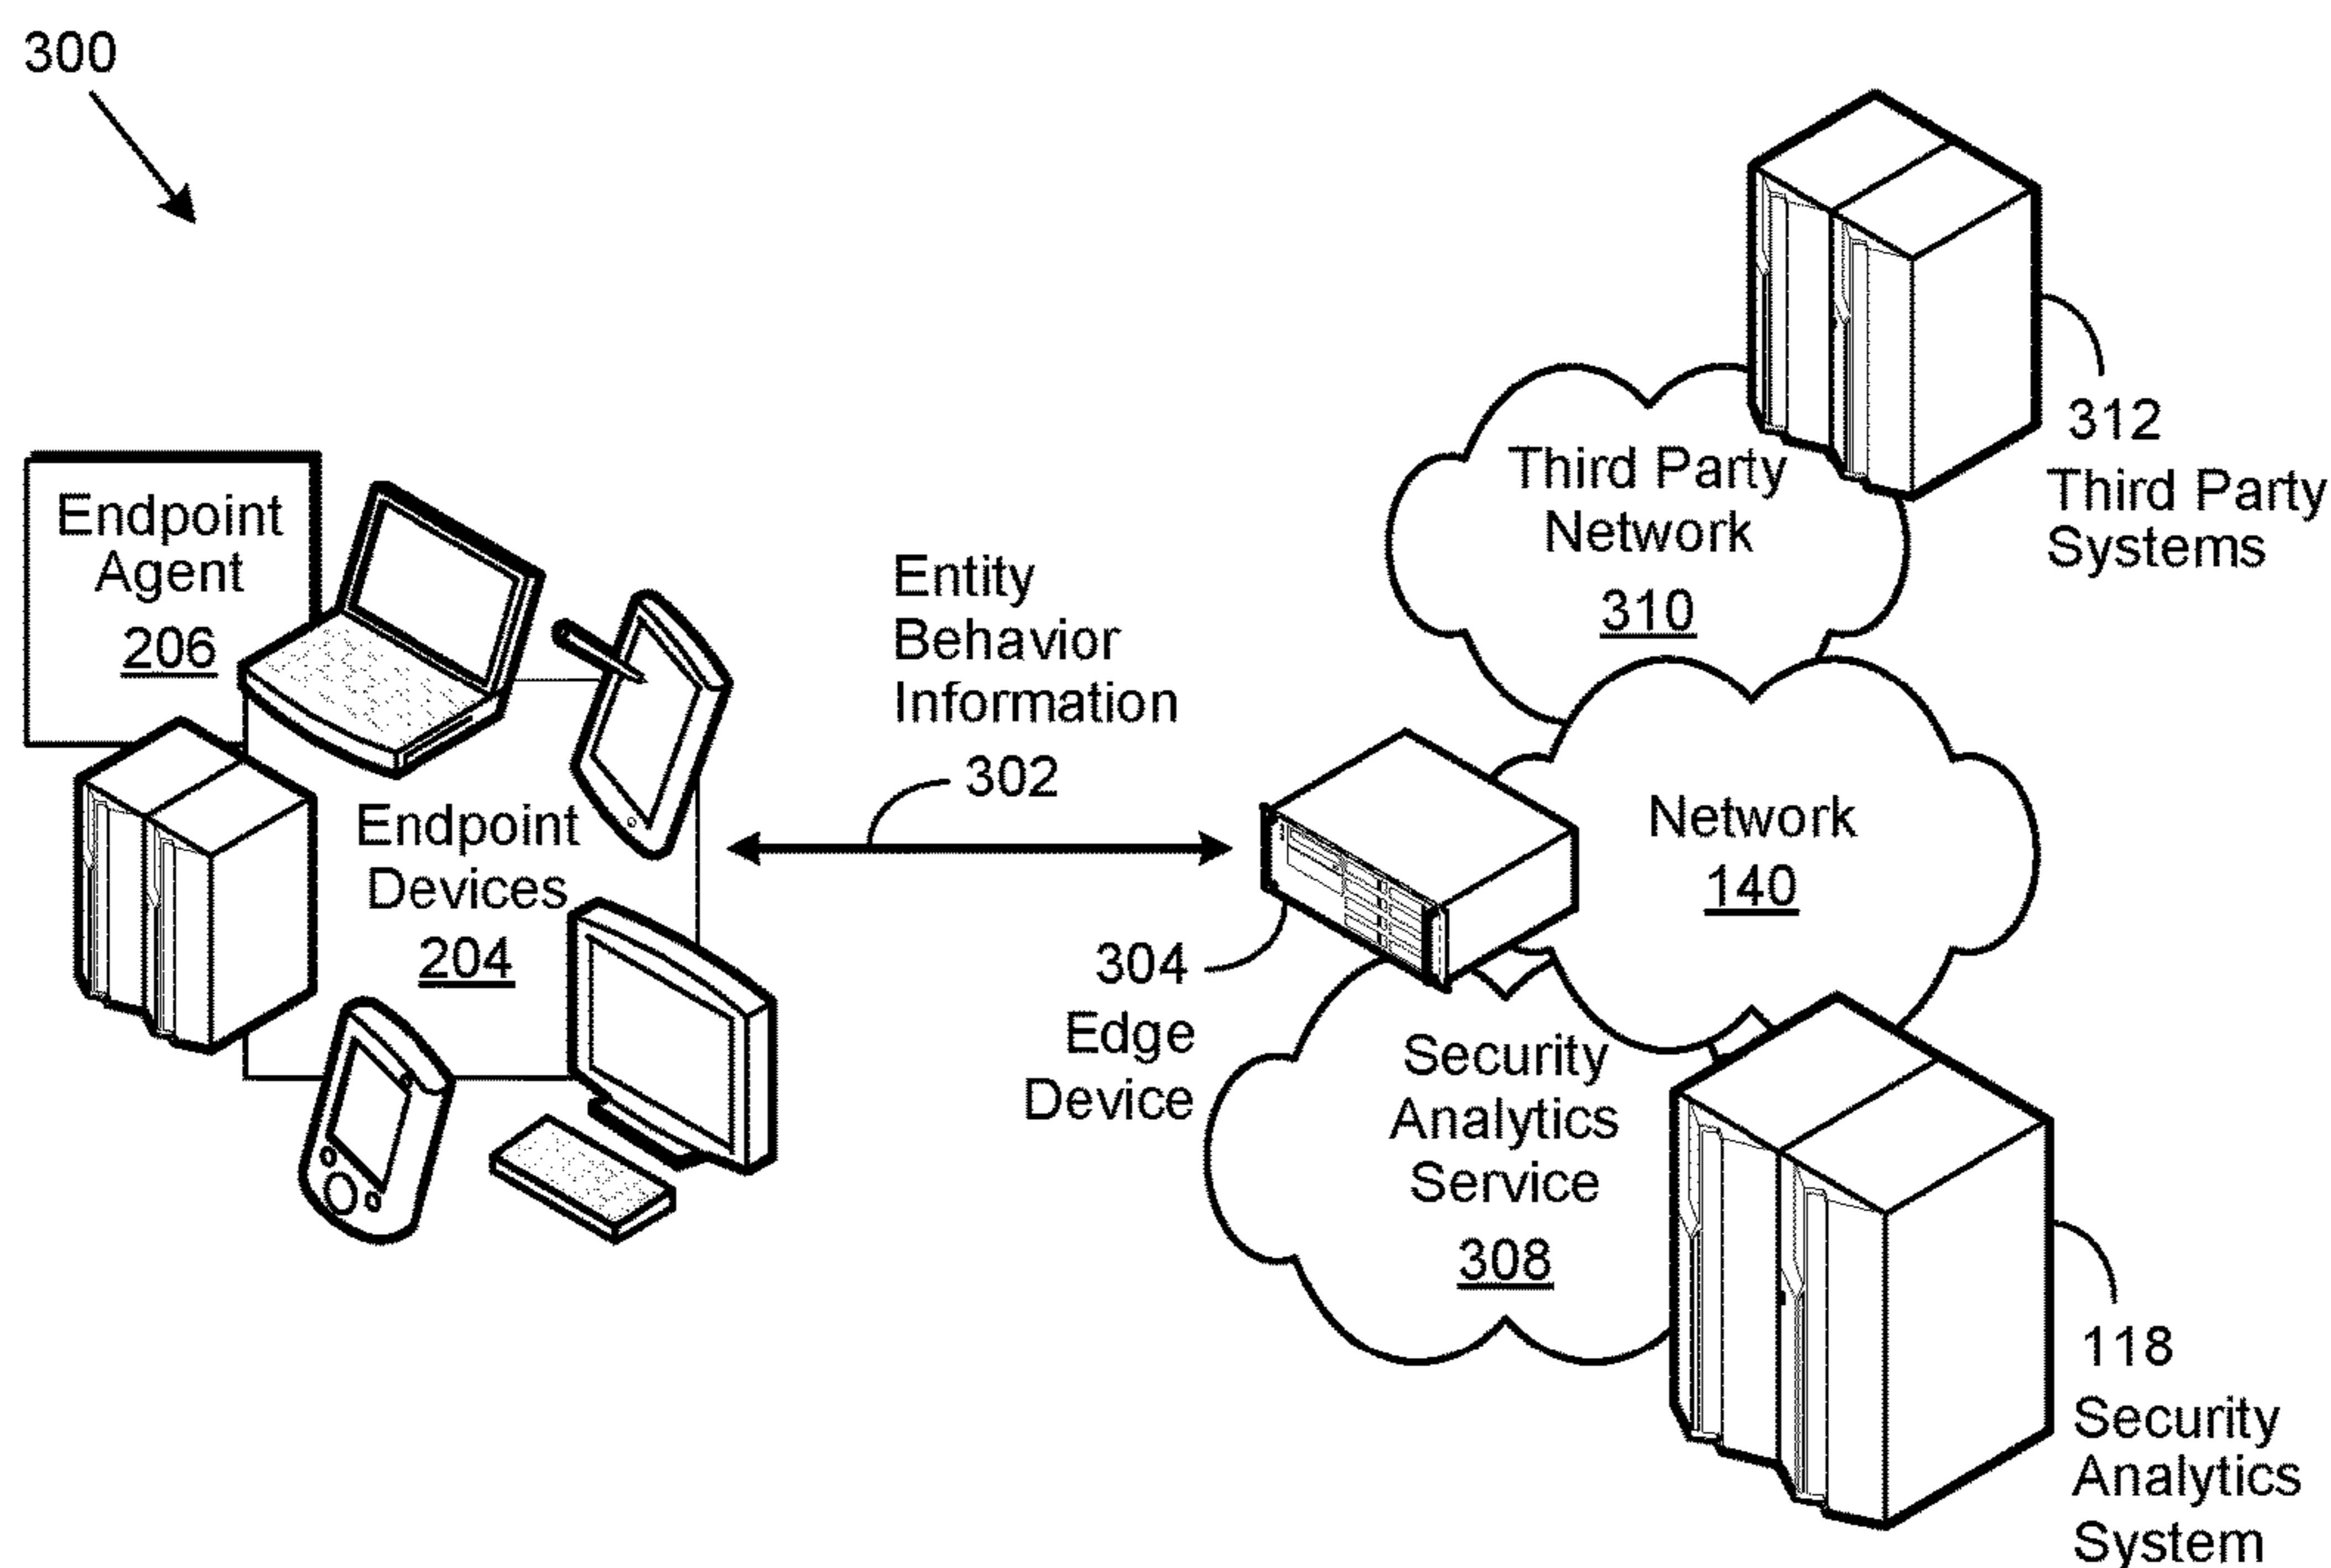 300
Endpoint
Agent
206
Endpoint
Devices
204
Entity
Behavior
Information
302
304
Edge
Device
Third Party
Network
310
312
Third Party
Systems
Network
140
Security
Analytics
Service
308
118
Security
Analytics
System